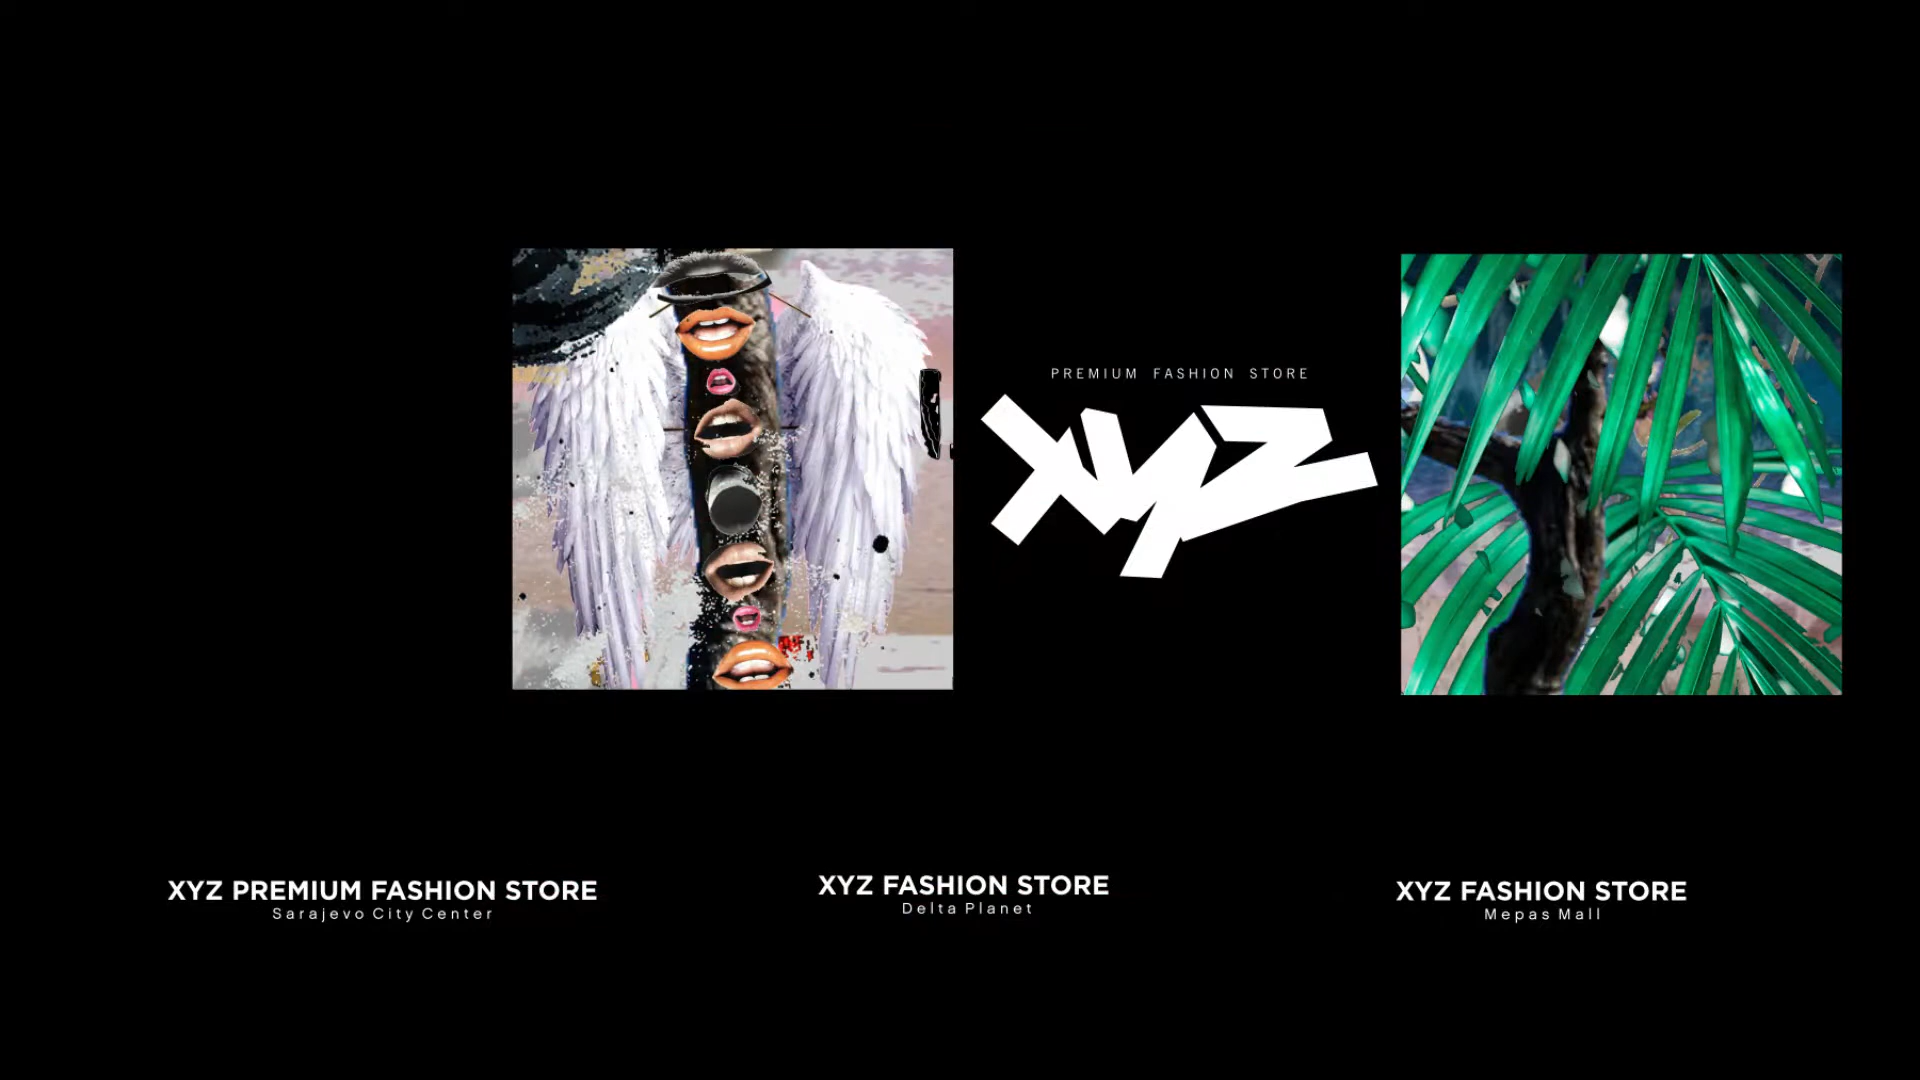 PREMIUM FASHION STORE
XYZ
XYZ PREMIUM FASHION STORE
Sarajevo City Center
XYZ FASHION STORE
Delta Planet
XYZ FASHION STORE
Mepas Mall